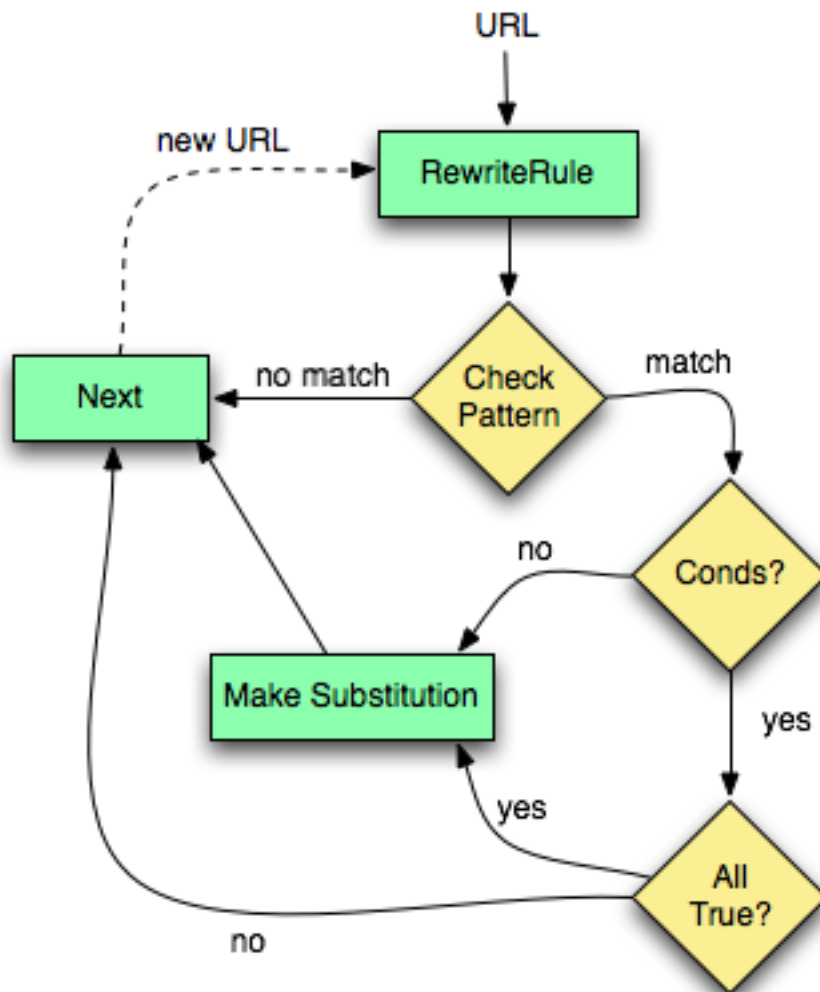 URL
new URL
RewriteRule
Next
no match
Check
Pattern
match
no
Conds?
Make Substitution
yes
yes
All
True?
no